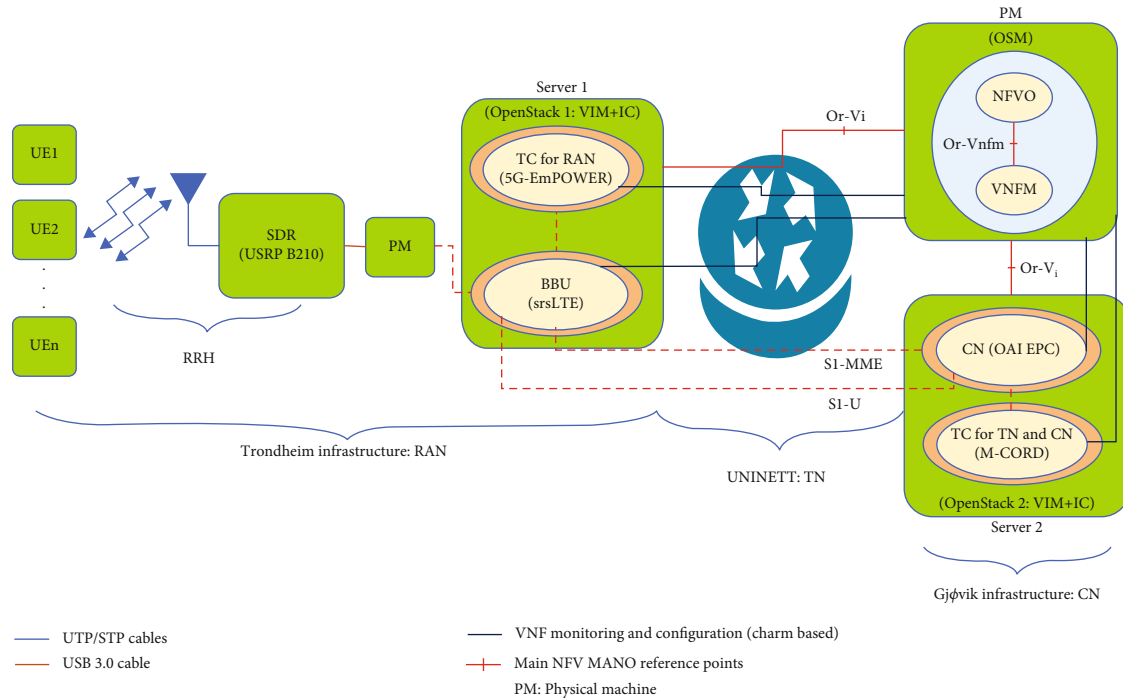 PM
(OSM)
NFVO
Or-Vnfm
VNFM
Server 1
(OpenStack 1: VIM+IC)
TC for RAN
(5G-EmPOWER)
Or-Vi
UE1
UE2
.
.
.
.
UEn
SDR
(USRP B210)
PM
BBU
(srsLTE)
RRH
Or-Vi
CN (OAI EPC)
S1-MME
S1-U
TC for TN and CN
(M-CORD)
(OpenStack 2: VIM+IC)
Server 2
Trondheim infrastructure: RAN
UNINETT: TN
Gjϕvik infrastructure: CN
UTP/STP cables
USB 3.0 cable
VNF monitoring and configuration (charm based)
Main NFV MANO reference points
PM: Physical machine